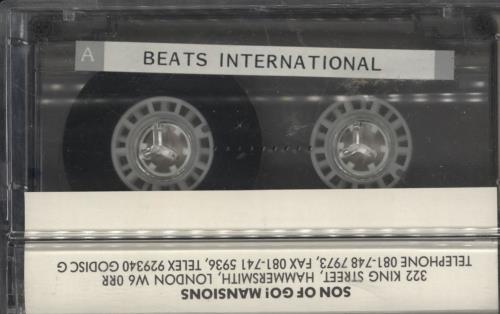 A BEATS INTERNATIONAL
SON OF GO! MANSIONS
322 KING STREET, HAMMERSMITH, LONDON W6 0RR
TELEPHONE 081-748 7973, FAX 081-741 5936, TELEX 929340 GODISC G